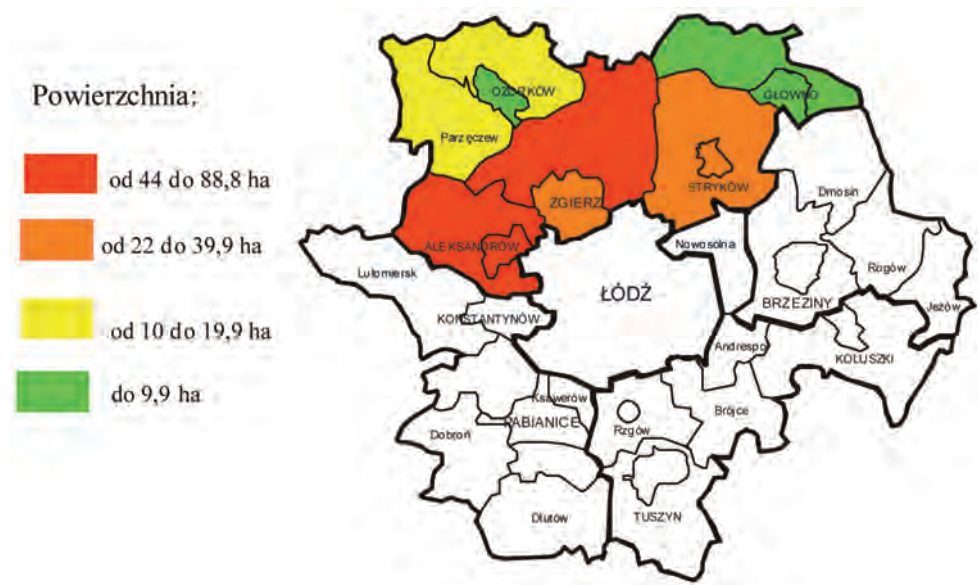 Powierzchnia:
od 44 do 88,8 ha
od 22 do 39,9 ha
od 10 do 19,9 ha
do 9,9 ha
OZORKÓW
GŁOWNO
Parzęczew
ZGIERZ
STRYKÓW
Dmosin
ALEKSANDRÓW
Nowosolna
Lutomiersk
Rogów
ŁÓDŹ
BRZEZINY
Jeżów
KONSTANTYNÓW
Andrespol
KOLUSZKI
Ksawerów
Brójce
PABIANICE
Rzgów
Dobroń
Dłutów
TUSZYN